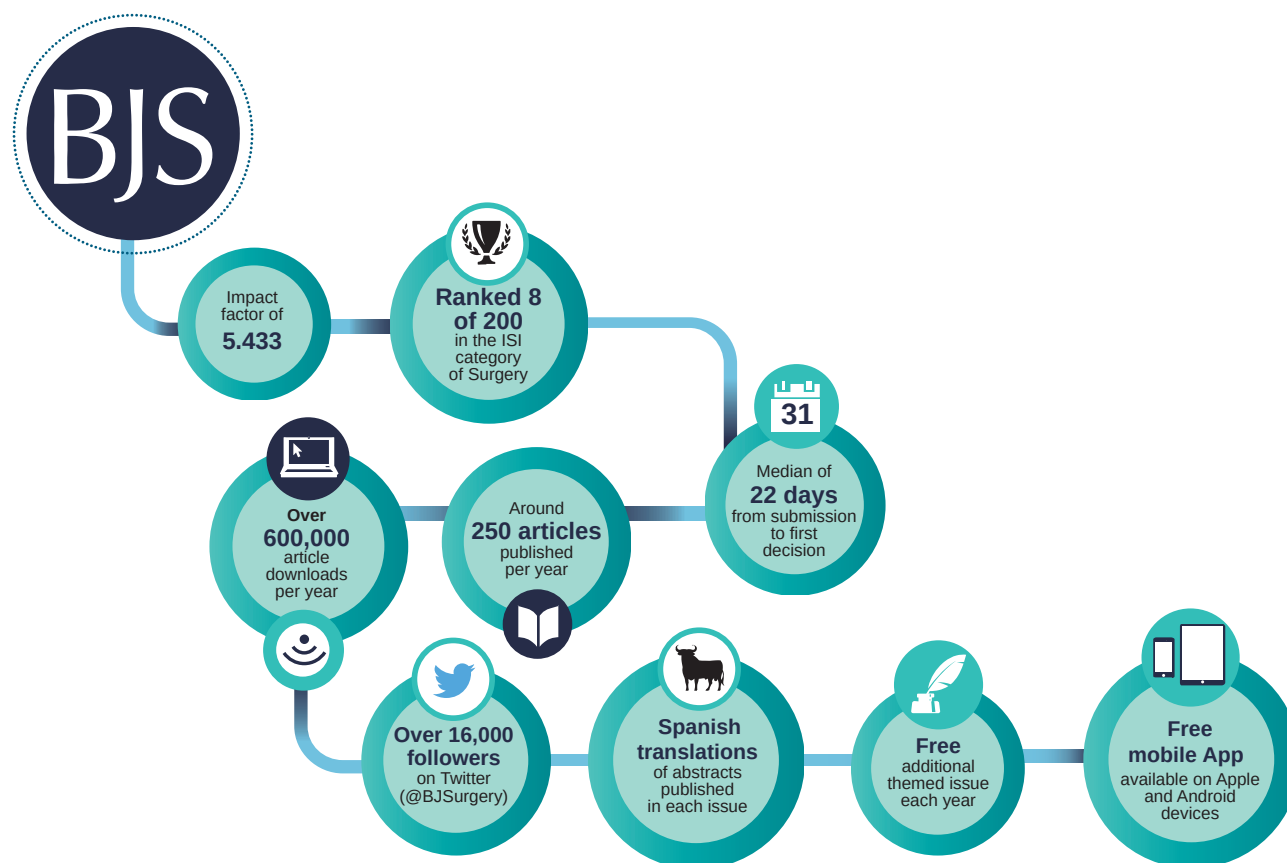 BJS
Impact
factor of
5.433
Ranked 8
of 200
in the ISI
category
of Surgery
31
Median of
22 days
from submission
to first
decision
Around
250 articles
published
per year
Over
600,000
article
downloads
per year
Over 16,000
followers
on Twitter
(@BJSurgery)
Spanish
translations
of abstracts
published
in each issue
Free
additional
themed issue
each year
Free
mobile App
available on Apple
and Android
devices